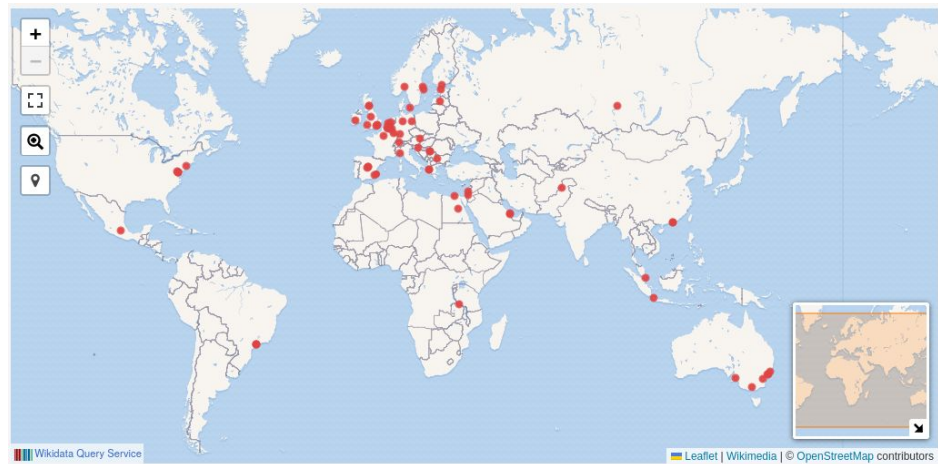 +
−
Wikidata Query Service
Leaflet | Wikimedia | © OpenStreetMap contributors